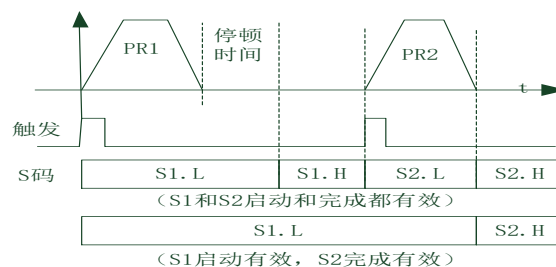 PR1
停顿
时间
PR2
t
触发
S码
S1.L
S1.H
S2.L
S2.H
(S1和S2启动和完成都有效)
S1.L
S2.H
(S1启动有效, S2完成有效)